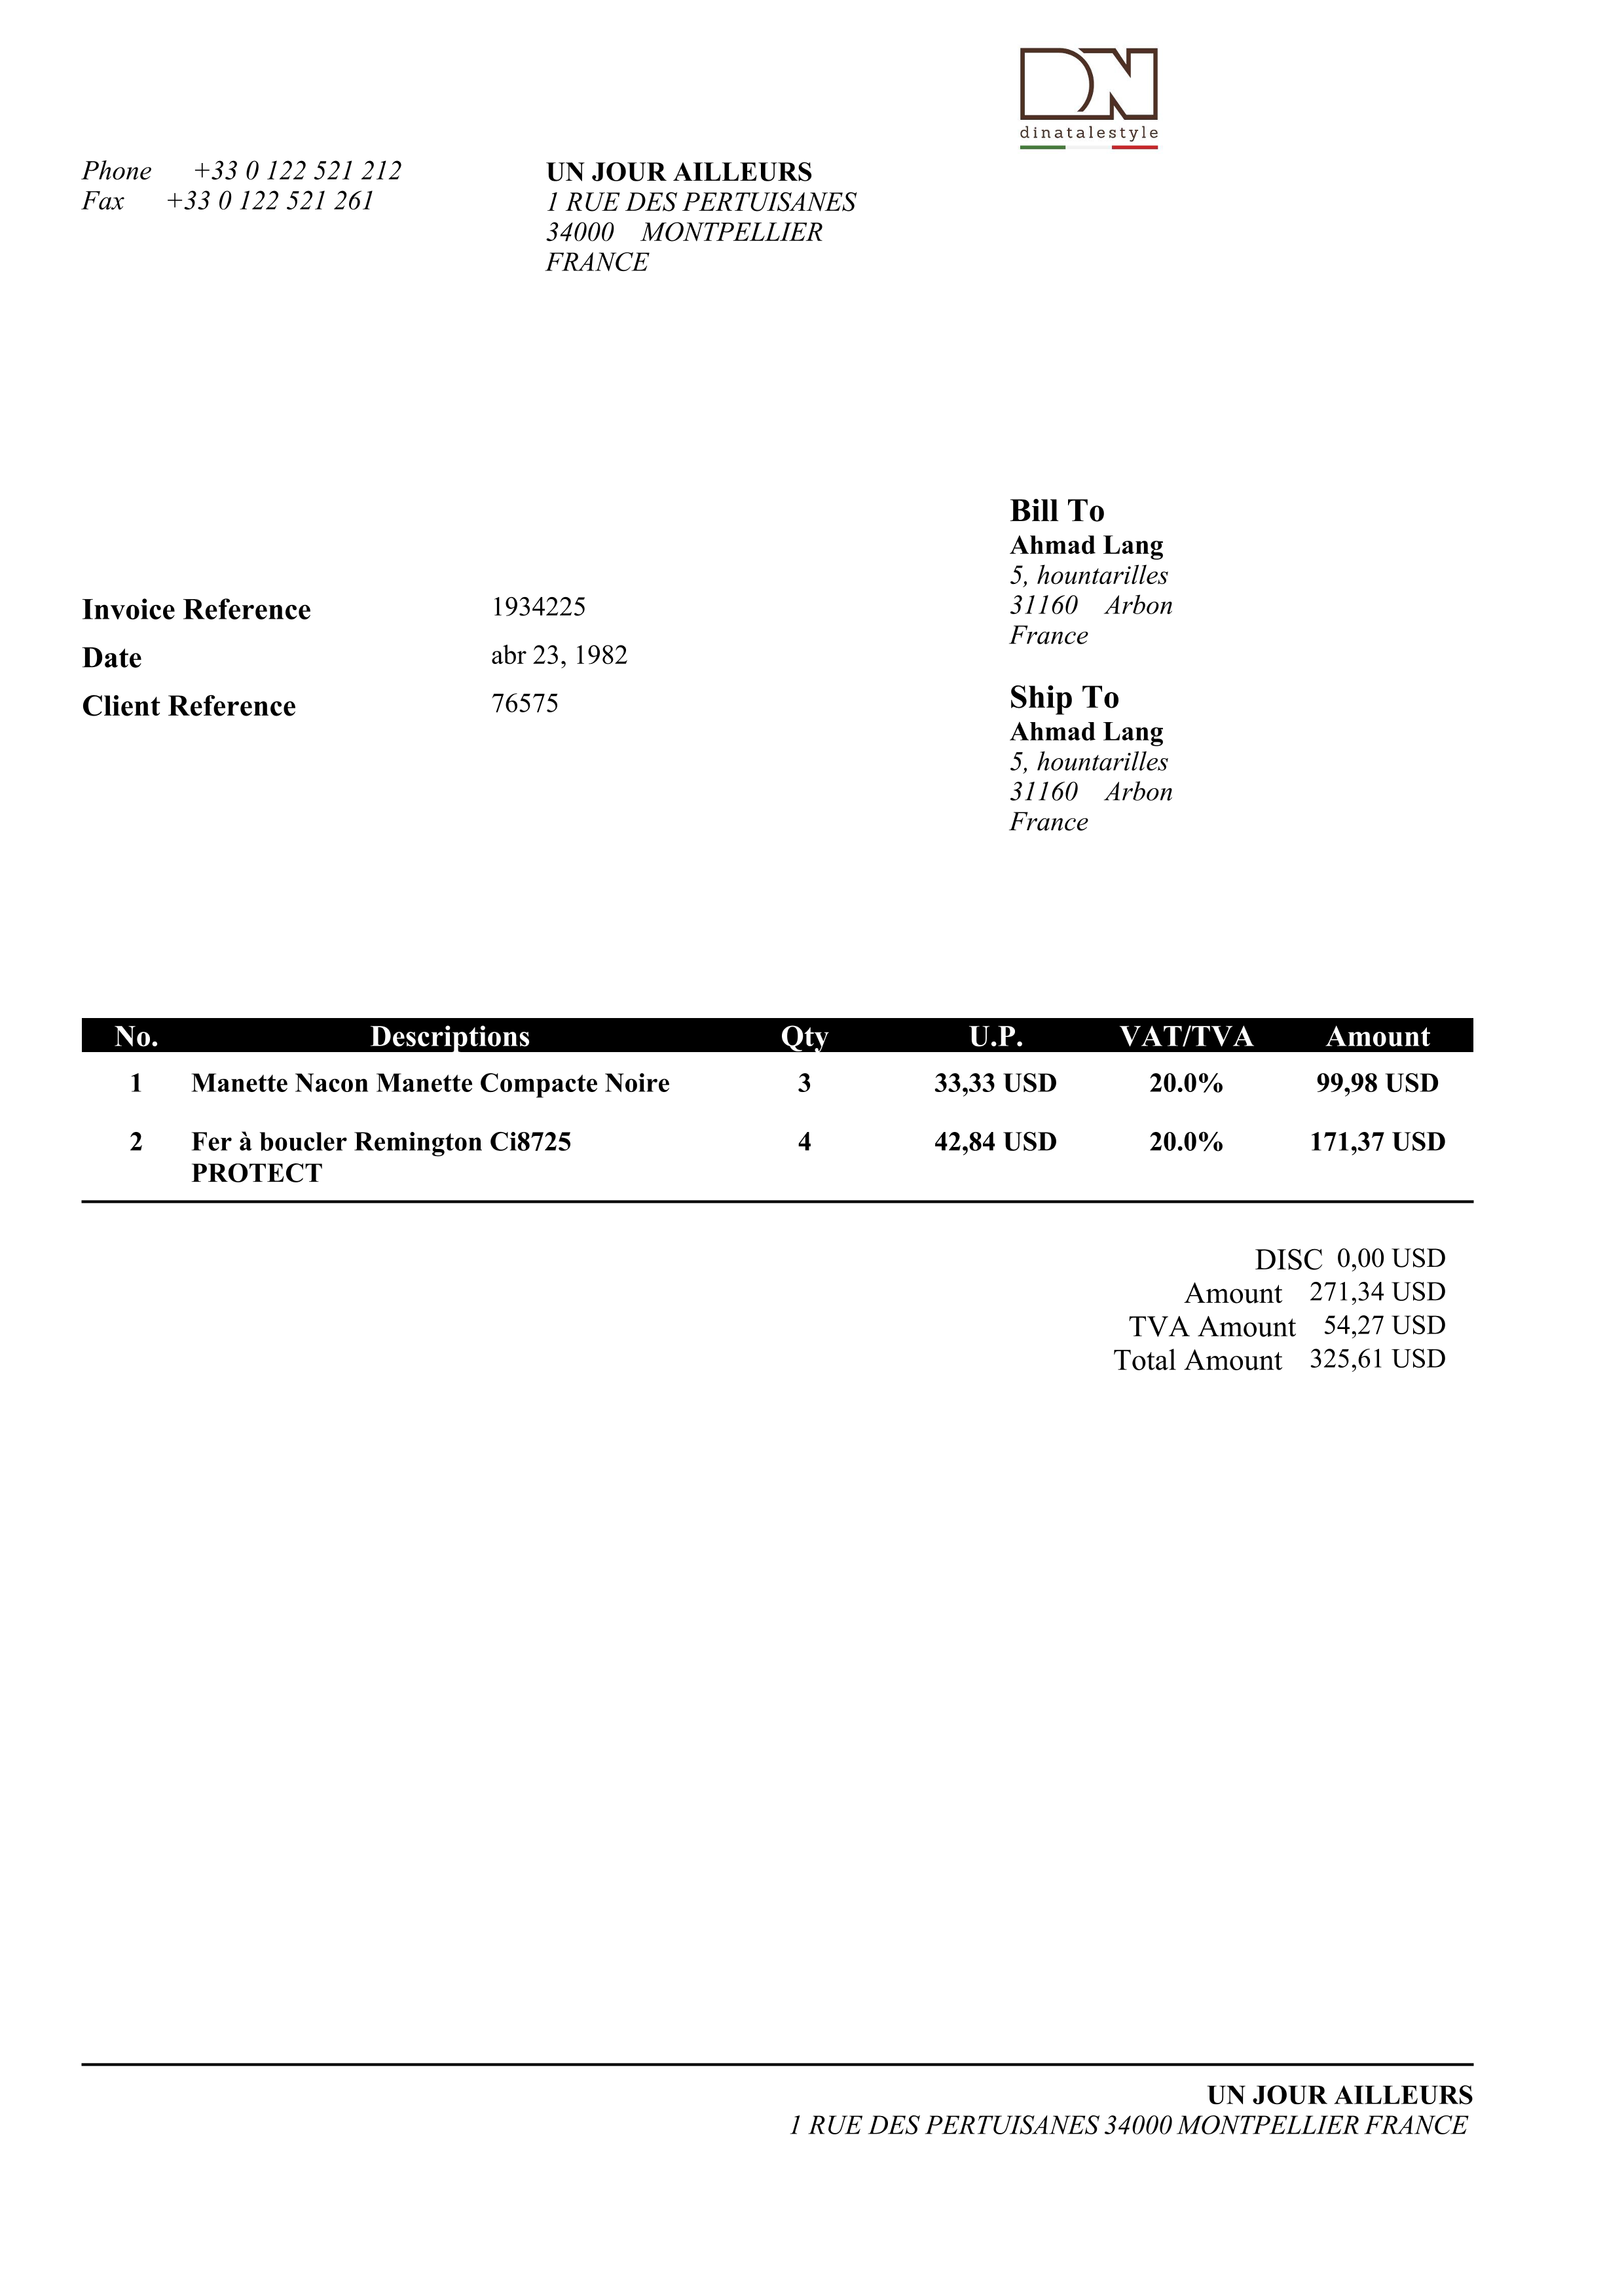 DN
dinatalestyle
Phone +33 0 122 521 212
Fax +33 0 122 521 261
UN JOUR AILLEURS
1 RUE DES PERTUISANES
34000 MONTPELLIER
FRANCE
Bill To
Ahmad Lang
5, hountarilles
31160 Arbon
France
Invoice Reference 1934225
Date abr 23, 1982
Client Reference 76575
Ship To
Ahmad Lang
5, hountarilles
31160 Arbon
France
No. Descriptions Qty U.P. VAT/TVA Amount
1 Manette Nacon Manette Compacte Noire 3 33,33 USD 20.0% 99,98 USD
2 Fer à boucler Remington Ci8725 4 42,84 USD 20.0% 171,37 USD
PROTECT
DISC 0,00 USD
Amount 271,34 USD
TVA Amount 54,27 USD
Total Amount 325,61 USD
UN JOUR AILLEURS
1 RUE DES PERTUISANES 34000 MONTPELLIER FRANCE